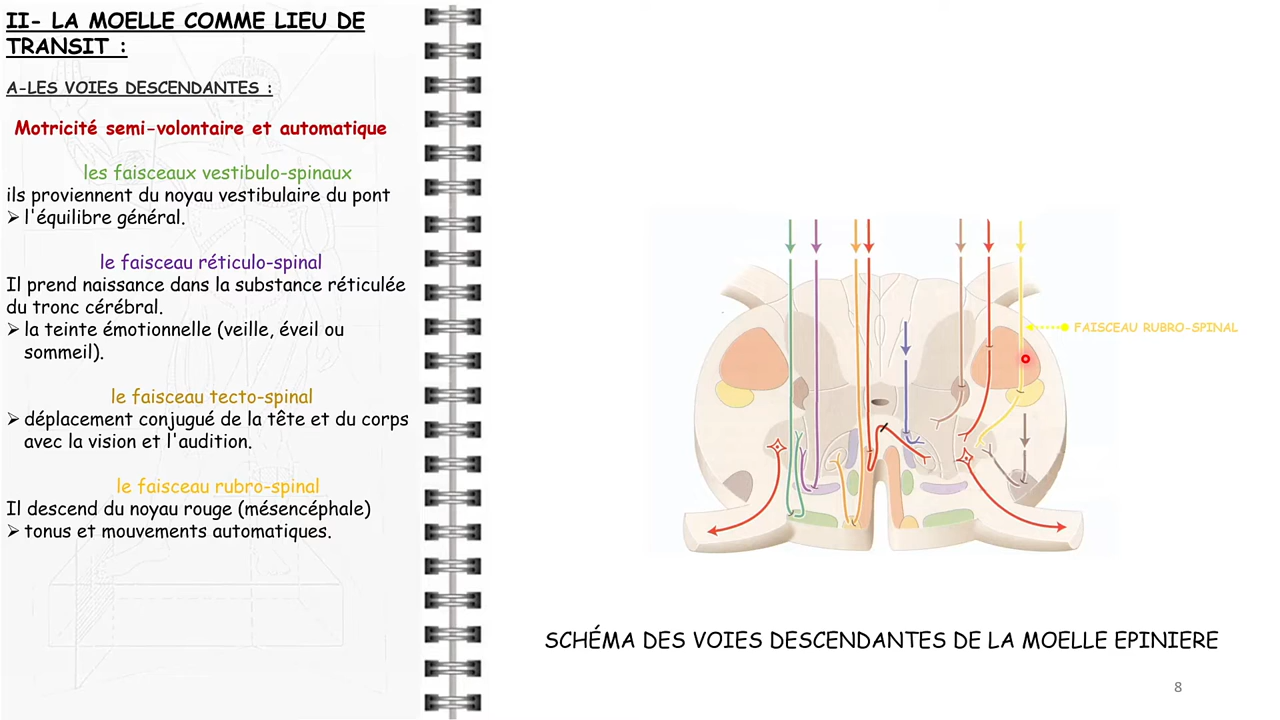 II- LA MOELLE COMME LIEU DE
TRANSIT :
A-LES VOIES DESCENDANTES :
Motricité semi-volontaire et automatique
les faisceaux vestibulo-spinaux
ils proviennent du noyau vestibulaire du pont
➢ l'équilibre général.
le faisceau réticulo-spinal
Il prend naissance dans la substance réticulée
du tronc cérébral.
➢ la teinte émotionnelle (veille, éveil ou
sommeil).
le faisceau tecto-spinal
➢ déplacement conjugué de la tête et du corps
avec la vision et l'audition.
le faisceau rubro-spinal
Il descend du noyau rouge (mésencéphale)
➢ tonus et mouvements automatiques.
FAISCEAU RUBRO-SPINAL
SCHÉMA DES VOIES DESCENDANTES DE LA MOELLE EPINIERE
8